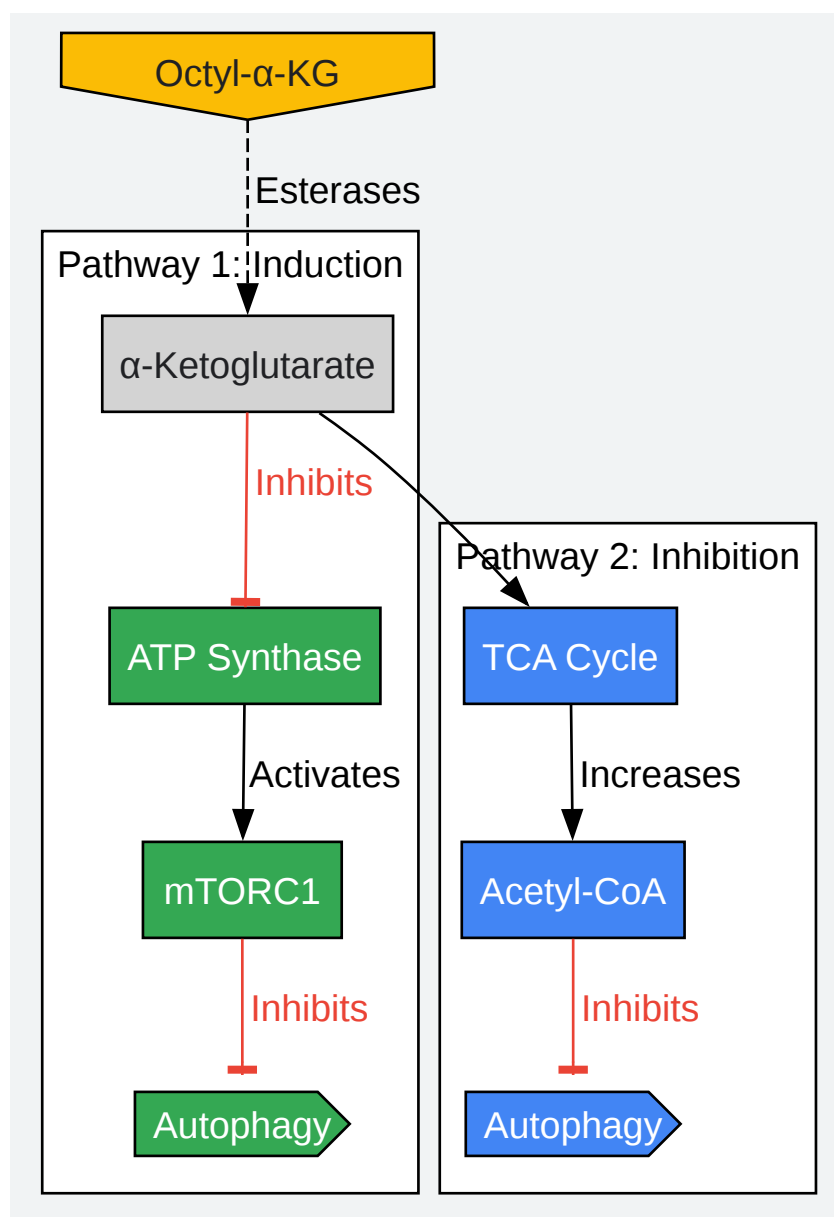 Octyl-α-KG
Esterases
Pathway 1: Induction
α-Ketoglutarate
Inhibits
Pathway 2: Inhibition
ATP Synthase
TCA Cycle
Activates
Increases
mTORC1
Acetyl-CoA
Inhibits
Inhibits
Autophagy
Autophagy